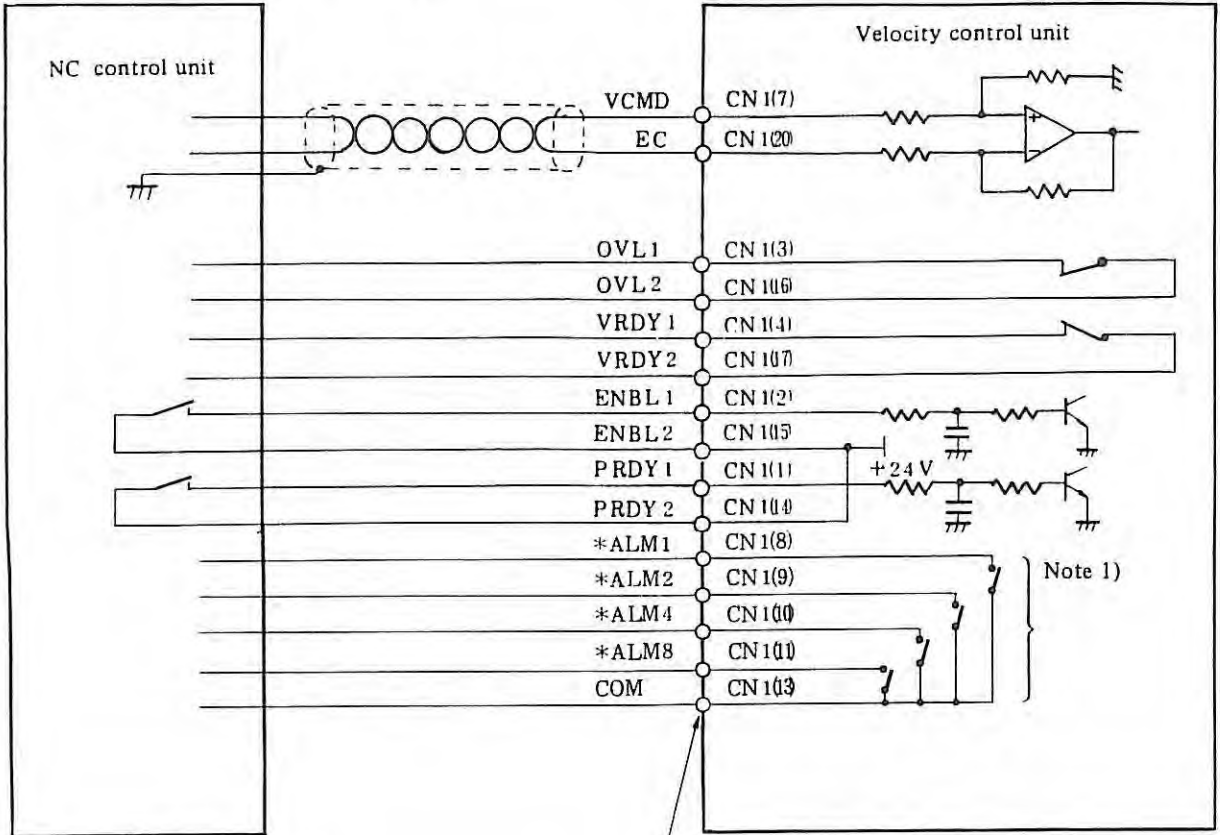 NC control unit
Velocity control unit
VCMD CN1(7)
EC CN1(20)
OVL1 CN1(3)
OVL2 CN1(16)
VRDY1 CN1(4)
VRDY2 CN1(17)
ENBL1 CN1(2)
ENBL2 CN1(15)
PRDY1 CN1(1) +24V
PRDY2 CN1(14)
*ALM1 CN1(8)
*ALM2 CN1(9)
*ALM4 CN1(10)
*ALM8 CN1(11)
COM CN1(13)
Note 1)